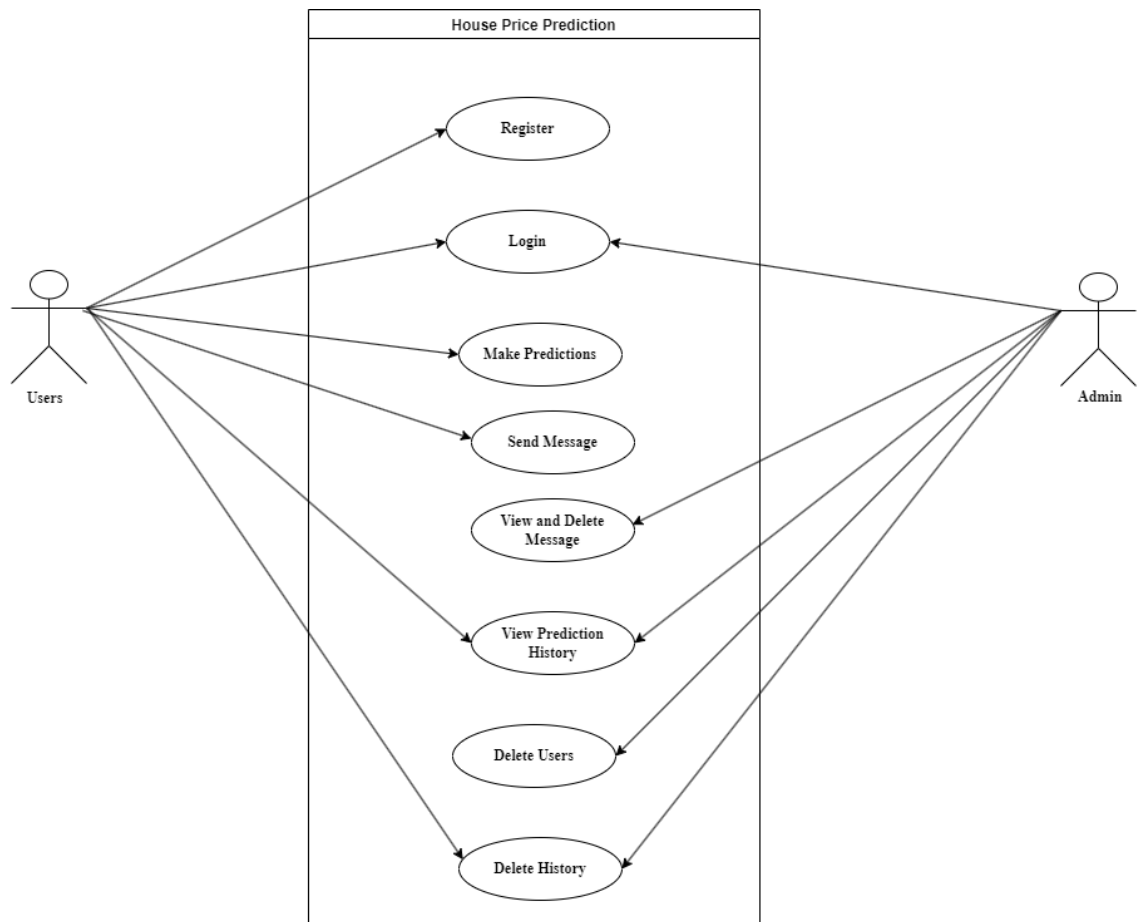 House Price Prediction
Register
Login
Make Predictions
Users
Admin
Send Message
View and Delete
Message
View Prediction
History
Delete Users
Delete History